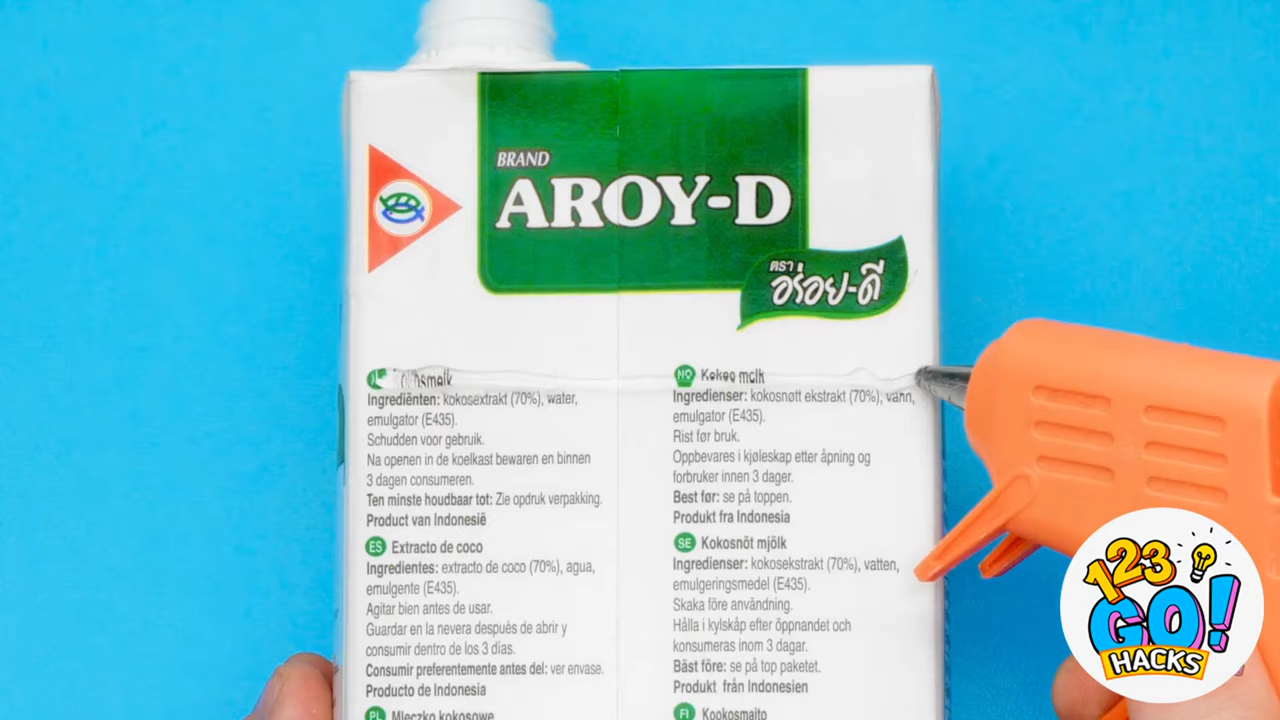 BRAND
AROY-D
ตรา
อร่อย-ดี
Ingrediënten: kokosextrakt (70%), water,
emulgator (E435).
Schudden voor gebruik.
Na openen in de koelkast bewaren en binnen
3 dagen consumeren.
Ten minste houdbaar tot: Zie opdruk verpakking.
Product van Indonesië
ES Extracto de coco
Ingredientes: extracto de coco (70%), agua,
emulgente (E435).
Agitar bien antes de usar.
Guardar en la nevera después de abrir y
consumir dentro de los 3 días.
Consumir preferentemente antes del: ver envase.
Producto de Indonesia
PL Mleczko kokosowe
NO Kokos melk
Ingredienser: kokosnøtt ekstrakt (70%), vann,
emulgator (E435).
Rist før bruk.
Oppbevares i kjøleskap etter åpning og
forbruker innen 3 dager.
Best før: se på toppen.
Produkt fra Indonesia
SE Kokosnöt mjölk
Ingredienser: kokosekstrakt (70%), vatten,
emulgeringsmedel (E435).
Skaka före användning.
Hålla i kylskåp efter öppnandet och
konsumeras inom 3 dagar.
Bäst före: se på top paketet.
Produkt från Indonesien
FI Kookosmaito
123
GO!
HACKS